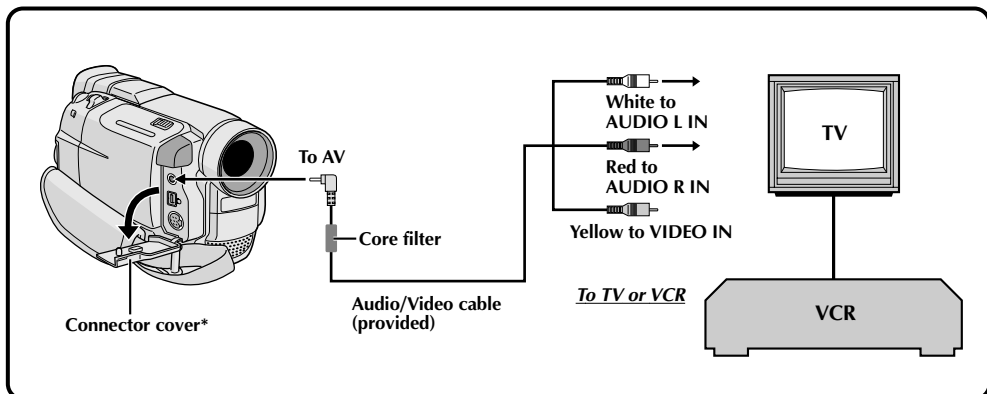 To AV
Core filter
Audio/Video cable
(provided)
Connector cover*
White to
AUDIO L IN
Red to
AUDIO R IN
Yellow to VIDEO IN
To TV or VCR
TV
VCR